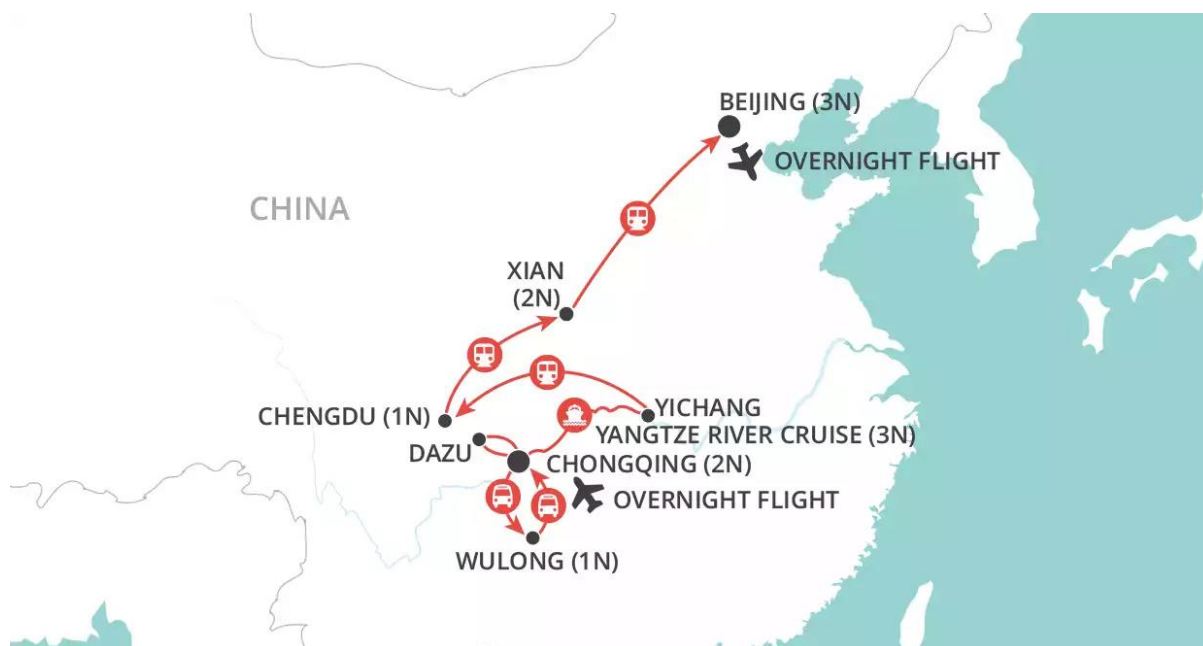 BEIJING (3N)
OVERNIGHT FLIGHT
CHINA
XIAN
(2N)
CHENGDU (1N)
YICHANG
YANGTZE RIVER CRUISE (3N)
DAZU
CHONGQING (2N)
OVERNIGHT FLIGHT
WULONG (1N)